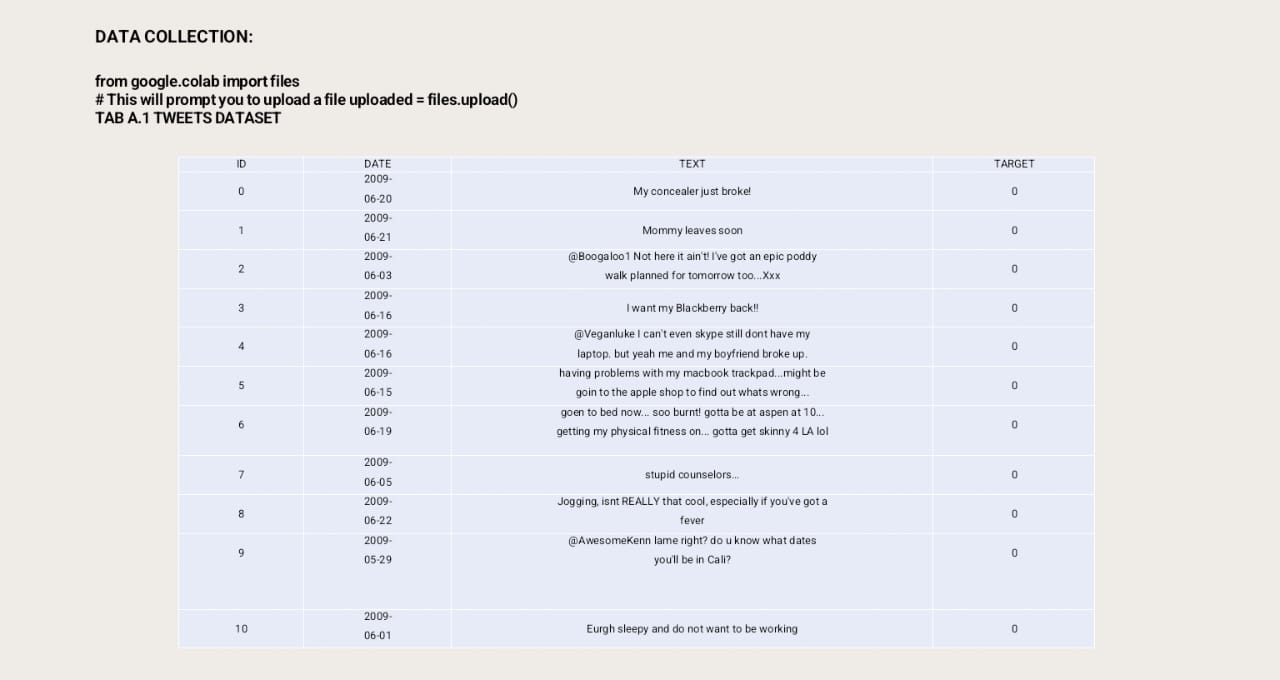 DATA COLLECTION:
from google.colab import files
# This will prompt you to upload a file uploaded = files.upload()
TAB A.1 TWEETS DATASET
ID DATE TEXT TARGET
0 2009-
06-20 My concealer just broke! 0
1 2009-
06-21 Mommy leaves soon 0
2 2009-
06-03 @Boogaloo1 Not here it ain't! I've got an epic poddy
walk planned for tomorrow too...Xxx 0
3 2009-
06-16 I want my Blackberry back!! 0
4 2009-
06-16 @Veganluke I can't even skype still dont have my
laptop. but yeah me and my boyfriend broke up. 0
5 2009-
06-15 having problems with my macbook trackpad...might be
goin to the apple shop to find out whats wrong... 0
6 2009-
06-19 goen to bed now... soo burnt! gotta be at aspen at 10...
getting my physical fitness on... gotta get skinny 4 LA lol 0
7 2009-
06-05 stupid counselors... 0
8 2009-
06-22 Jogging, isnt REALLY that cool, especially if you've got a
fever 0
9 2009-
05-29 @AwesomeKenn lame right? do u know what dates
you'll be in Cali? 0
10 2009-
06-01 Eurgh sleepy and do not want to be working 0